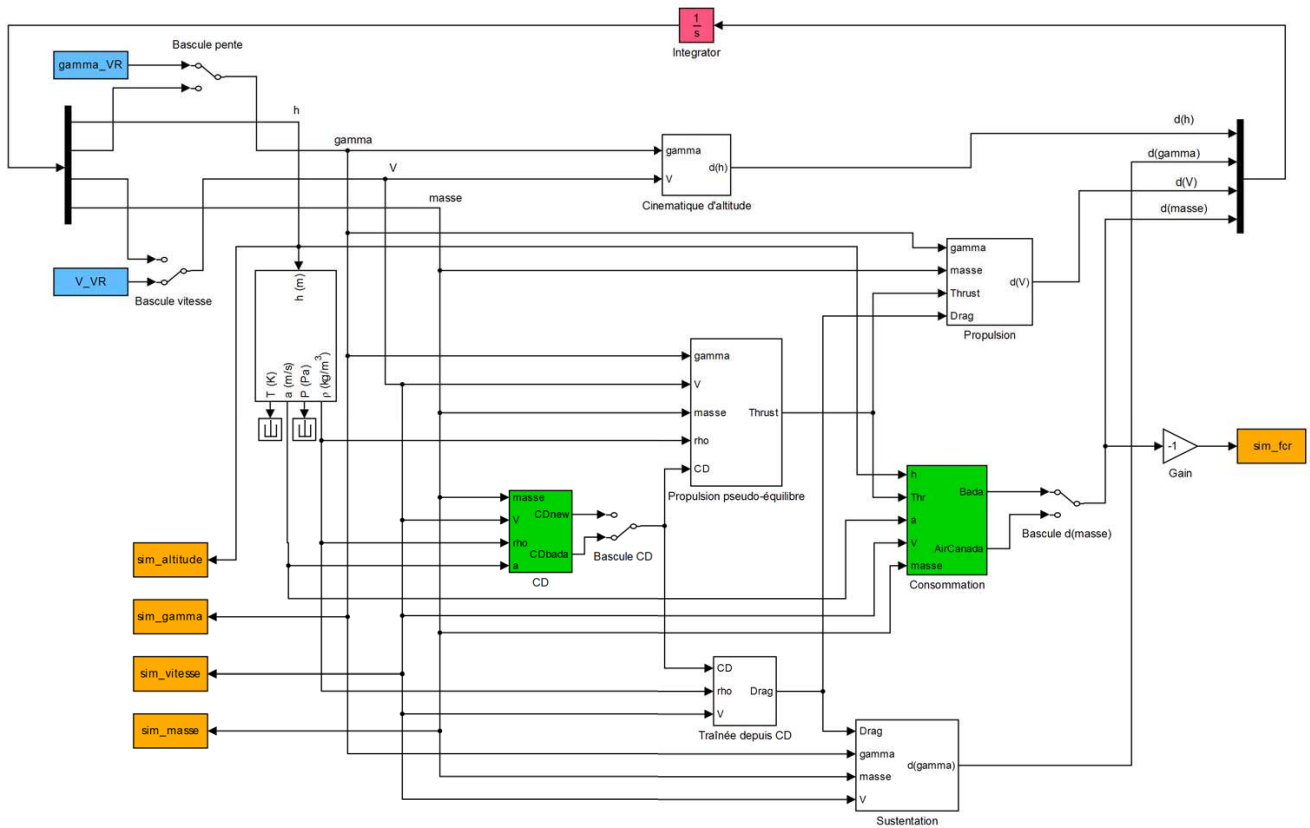 1
s
Integrator
Bascule pente
gamma_VR
h
gamma
V
masse
gamma
V
d(h)
Cinematique d'altitude
d(h)
d(gamma)
d(V)
d(masse)
V_VR
Bascule vitesse
h (m)
T (K)
a (m/s)
P (Pa)
ρ (kg/m³)
gamma
masse
Thrust
Drag
d(V)
Propulsion
gamma
V
masse
rho
CD
Thrust
Propulsion pseudo-équilibre
masse
V
rho
a
CDnew
CDbada
CD
Bascule CD
h
Thr
a
V
masse
Bada
AirCanada
Consommation
Bascule d(masse)
-1
Gain
sim_fcr
sim_altitude
sim_gamma
sim_vitesse
sim_masse
CD
rho
V
Drag
Traînée depuis CD
Drag
gamma
masse
V
d(gamma)
Sustentation